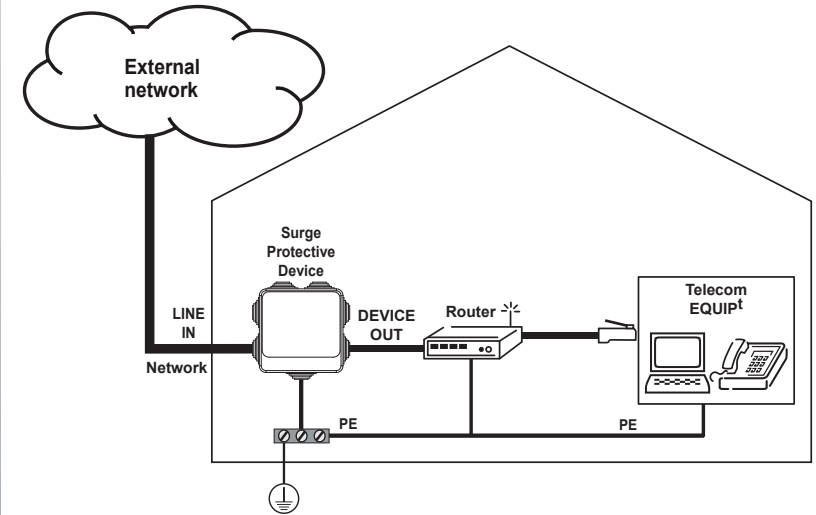 External
network
Surge
Protective
Device
LINE
IN
DEVICE
OUT
Router
Telecom
EQUIPt
Network
PE
PE